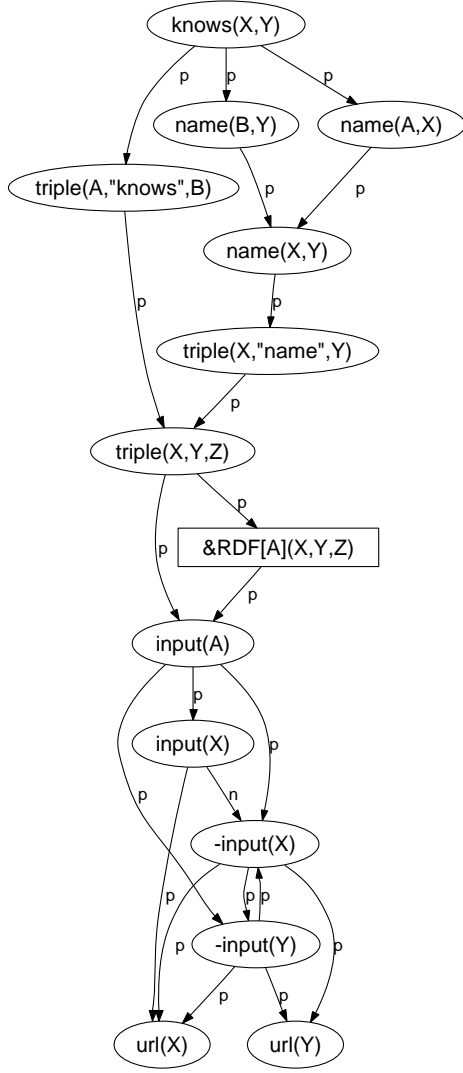 knows(X,Y)
p
p
p
name(B,Y)
name(A,X)
triple(A,"knows",B)
p
p
name(X,Y)
p
p
triple(X,"name",Y)
p
triple(X,Y,Z)
p
p
&RDF[A](X,Y,Z)
p
input(A)
p
input(X)
p
p
n
-input(X)
p
p
p
p
p
-input(Y)
p
p
url(X)
url(Y)